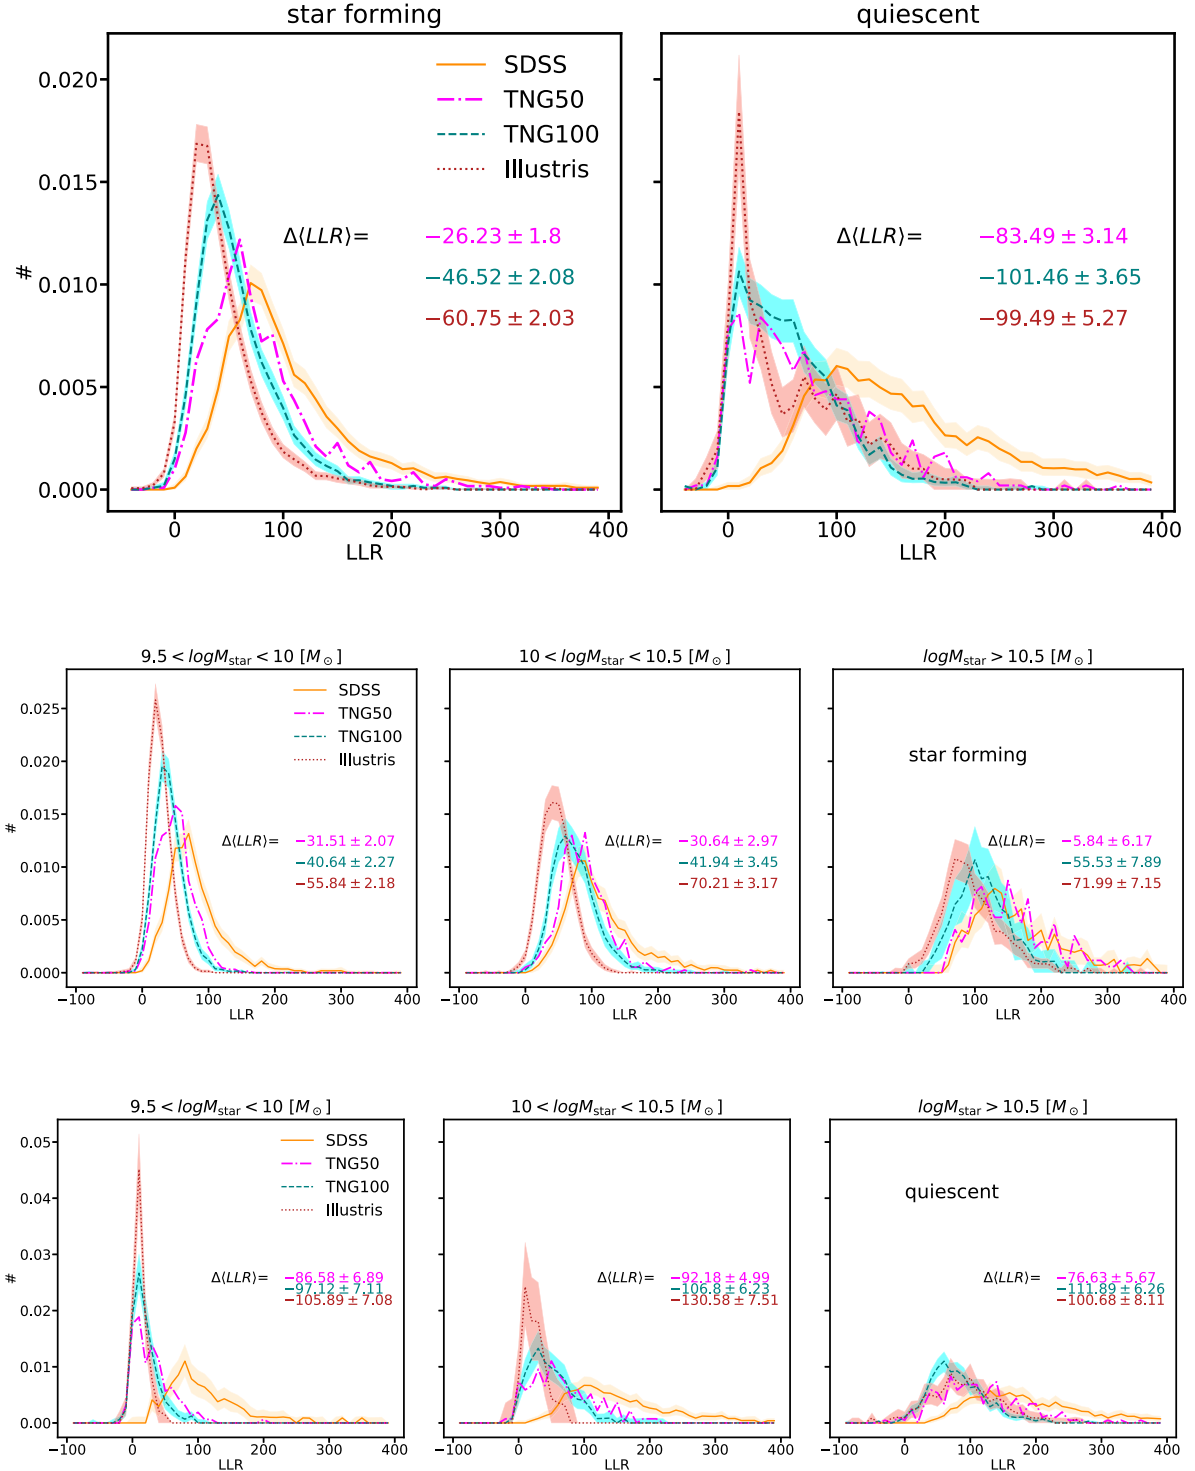 star forming
quiescent
SDSS
TNG50
TNG100
Illustris
Δ⟨LLR⟩=
−26.23 ± 1.8
−46.52 ± 2.08
−60.75 ± 2.03
Δ⟨LLR⟩=
−83.49 ± 3.14
−101.46 ± 3.65
−99.49 ± 5.27
#
0.020
0.015
0.010
0.005
0.000
0 100 200 300 400
0 100 200 300 400
LLR
LLR
9.5 < logM_star < 10 [M_⊙]
10 < logM_star < 10.5 [M_⊙]
logM_star > 10.5 [M_⊙]
SDSS
TNG50
TNG100
Illustris
star forming
Δ⟨LLR⟩=
−31.51 ± 2.07
−40.64 ± 2.27
−55.84 ± 2.18
Δ⟨LLR⟩=
−30.64 ± 2.97
−41.94 ± 3.45
−70.21 ± 3.17
Δ⟨LLR⟩=
−5.84 ± 6.17
−55.53 ± 7.89
−71.99 ± 7.15
#
0.025
0.020
0.015
0.010
0.005
0.000
−100 0 100 200 300 400
−100 0 100 200 300 400
−100 0 100 200 300 400
LLR
LLR
LLR
9.5 < logM_star < 10 [M_⊙]
10 < logM_star < 10.5 [M_⊙]
logM_star > 10.5 [M_⊙]
SDSS
TNG50
TNG100
Illustris
quiescent
Δ⟨LLR⟩=
−86.58 ± 6.89
−97.12 ± 7.11
−105.89 ± 7.08
Δ⟨LLR⟩=
−92.18 ± 4.99
−106.8 ± 6.23
−130.58 ± 7.51
Δ⟨LLR⟩=
−76.63 ± 5.67
−111.89 ± 6.26
−100.68 ± 8.11
#
0.05
0.04
0.03
0.02
0.01
0.00
−100 0 100 200 300 400
−100 0 100 200 300 400
−100 0 100 200 300 400
LLR
LLR
LLR